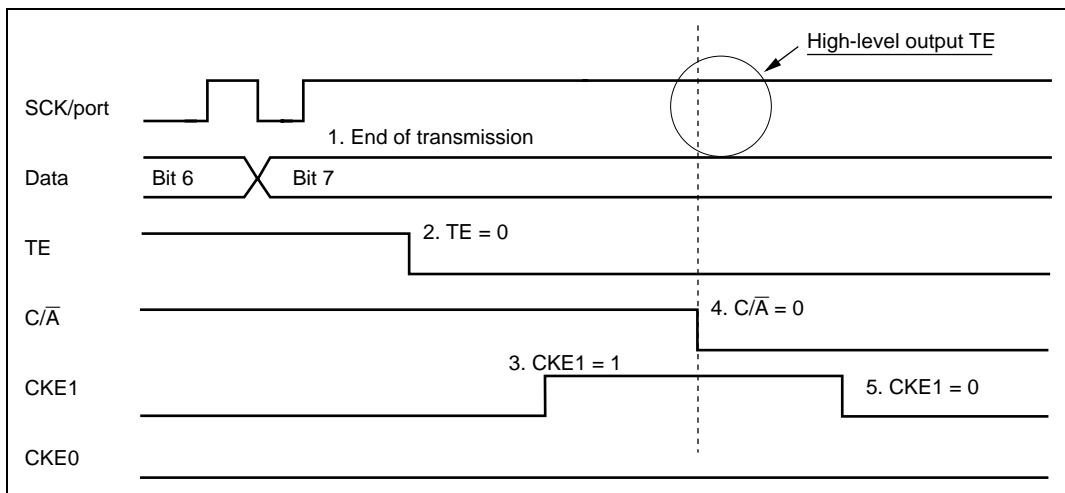 High-level output TE
SCK/port
1. End of transmission
Data
Bit 6
Bit 7
TE
2. TE = 0
C/A̅
4. C/A̅ = 0
3. CKE1 = 1
CKE1
5. CKE1 = 0
CKE0